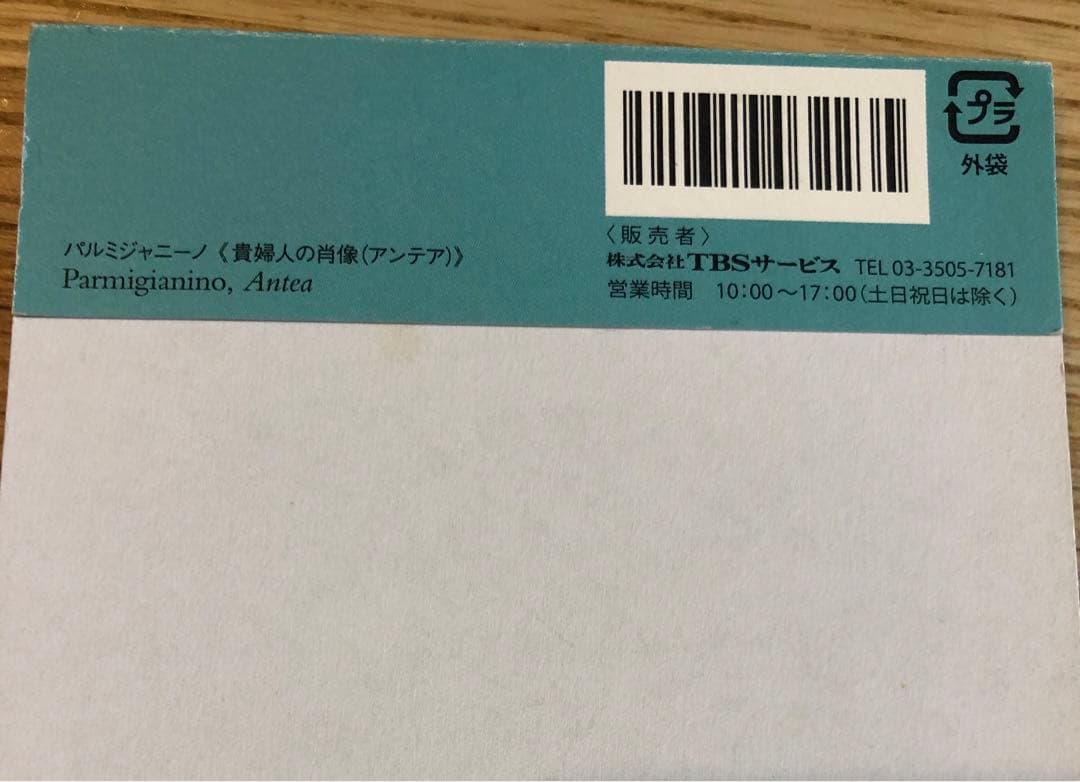 プラ
外袋
パルミジャニーノ《貴婦人の肖像(アンテア)》
Parmigianino, Antea
〈販売者〉
株式会社TBSサービス TEL 03-3505-7181
営業時間 10:00〜17:00(土日祝日は除く)